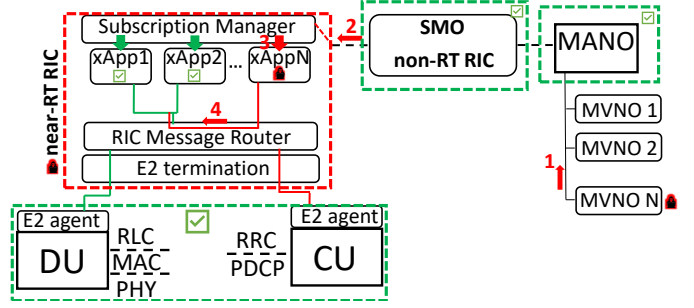 Subscription Manager
2
SMO
non-RT RIC
MANO
3
xApp1
xApp2
...
xAppN
near-RT RIC
4
RIC Message Router
E2 termination
MVNO 1
MVNO 2
1
MVNO N
E2 agent
E2 agent
DU
RLC
MAC
PHY
RRC
PDCP
CU